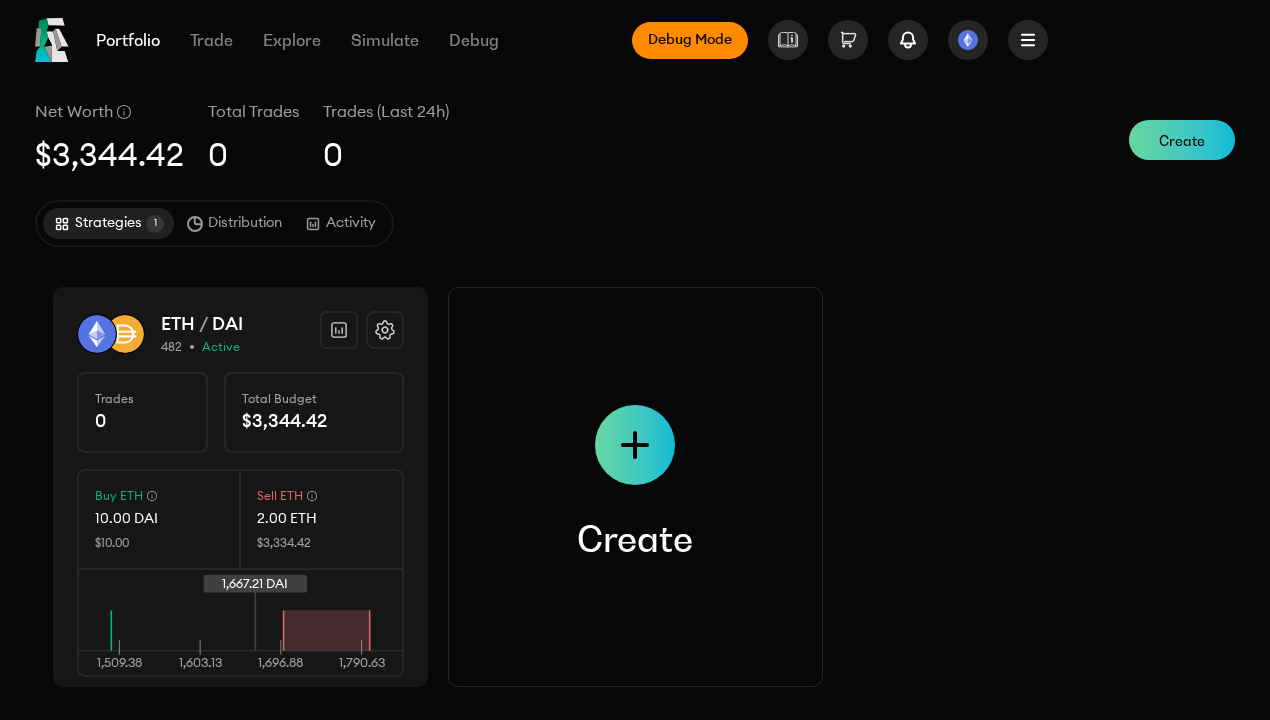 Portfolio Trade Explore Simulate Debug Debug Mode
Net Worth Total Trades Trades (Last 24h)
$3,344.42 0 0
Create
Strategies 1 Distribution Activity
ETH / DAI
482 • Active
Trades Total Budget
0 $3,344.42
Buy ETH Sell ETH
10.00 DAI 2.00 ETH
$10.00 $3,334.42
1,667.21 DAI
1,509.38 1,603.13 1,696.88 1,790.63
Create